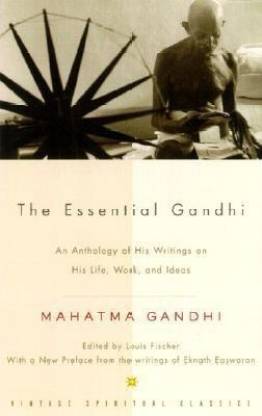 The Essential Gandhi
An Anthology of His Writings on
His Life, Work, and Ideas
MAHATMA GANDHI
Edited by Louis Fischer
With a New Preface from the writings of Eknath Easwaran
VINTAGE SPIRITUAL CLASSICS